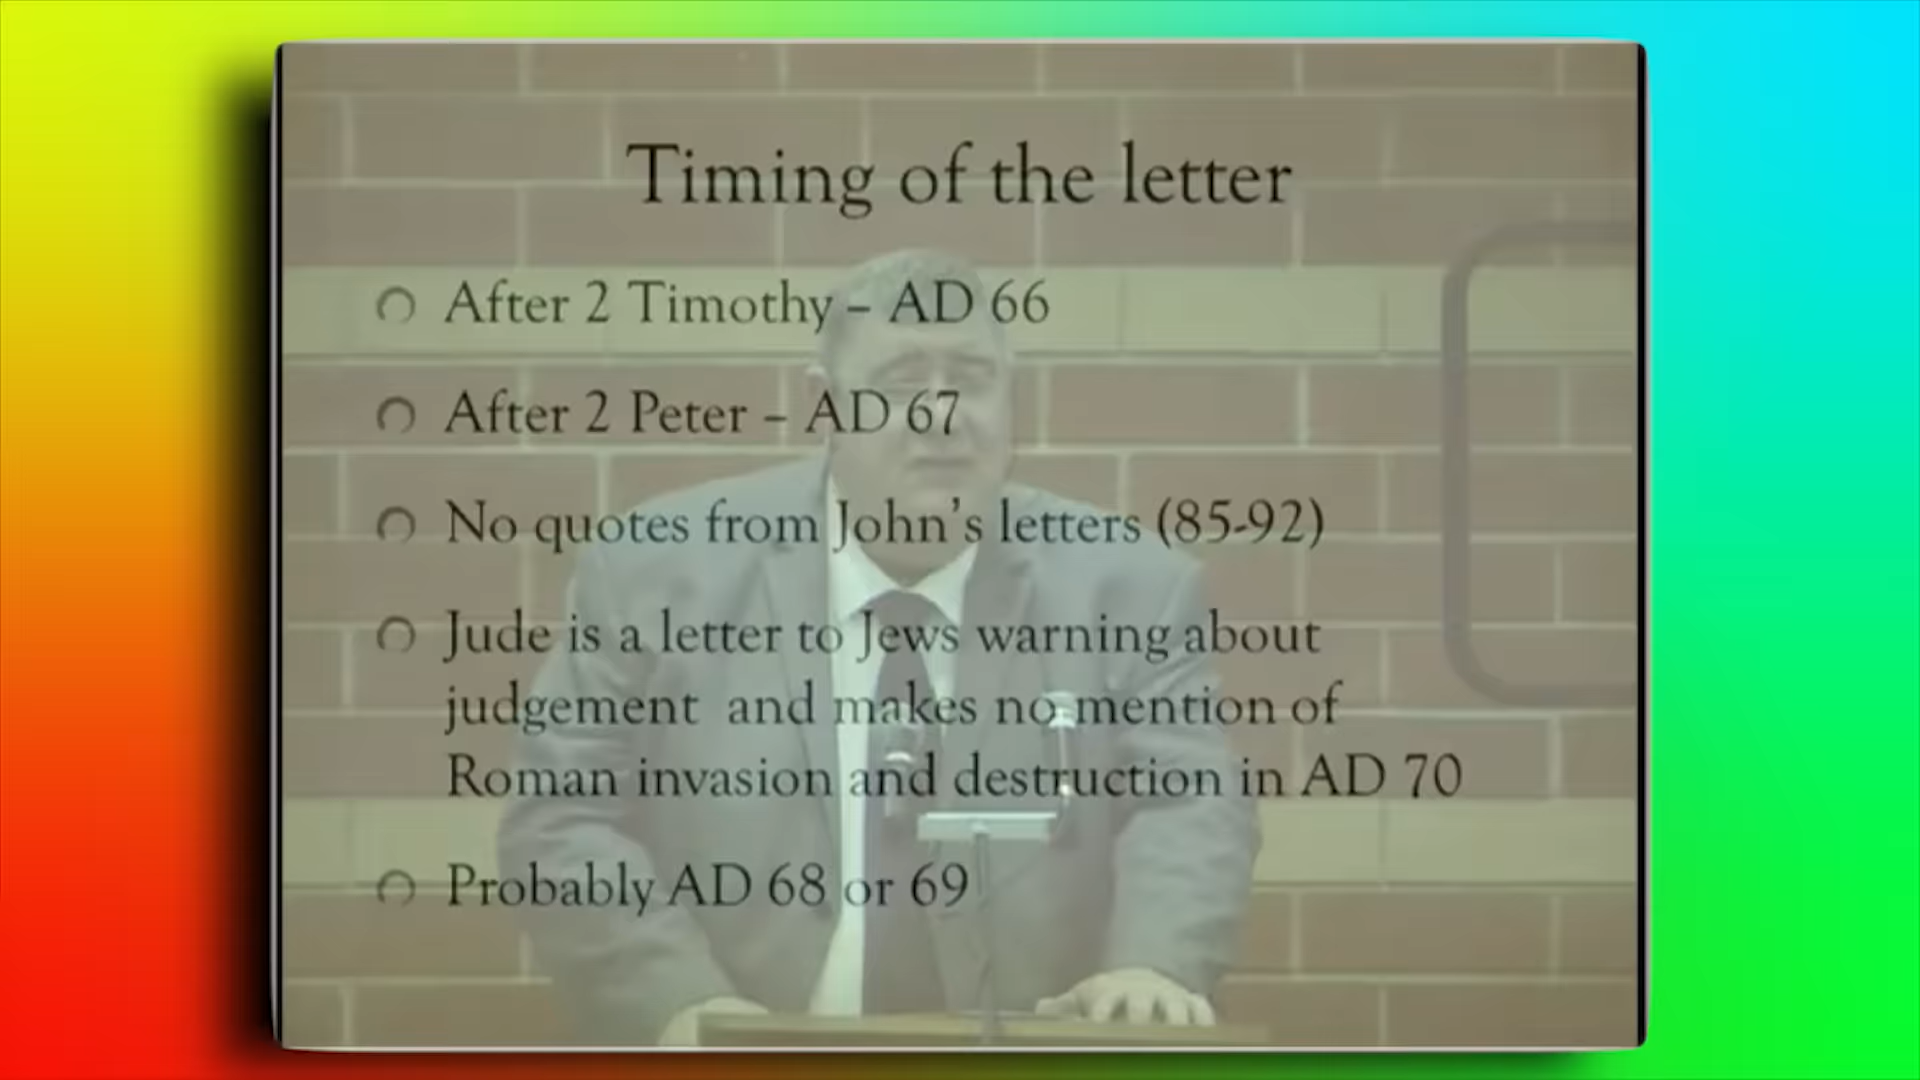 Timing of the letter
After 2 Timothy – AD 66
After 2 Peter – AD 67
No quotes from John's letters (85-92)
Jude is a letter to Jews warning about
judgement and makes no mention of
Roman invasion and destruction in AD 70
Probably AD 68 or 69